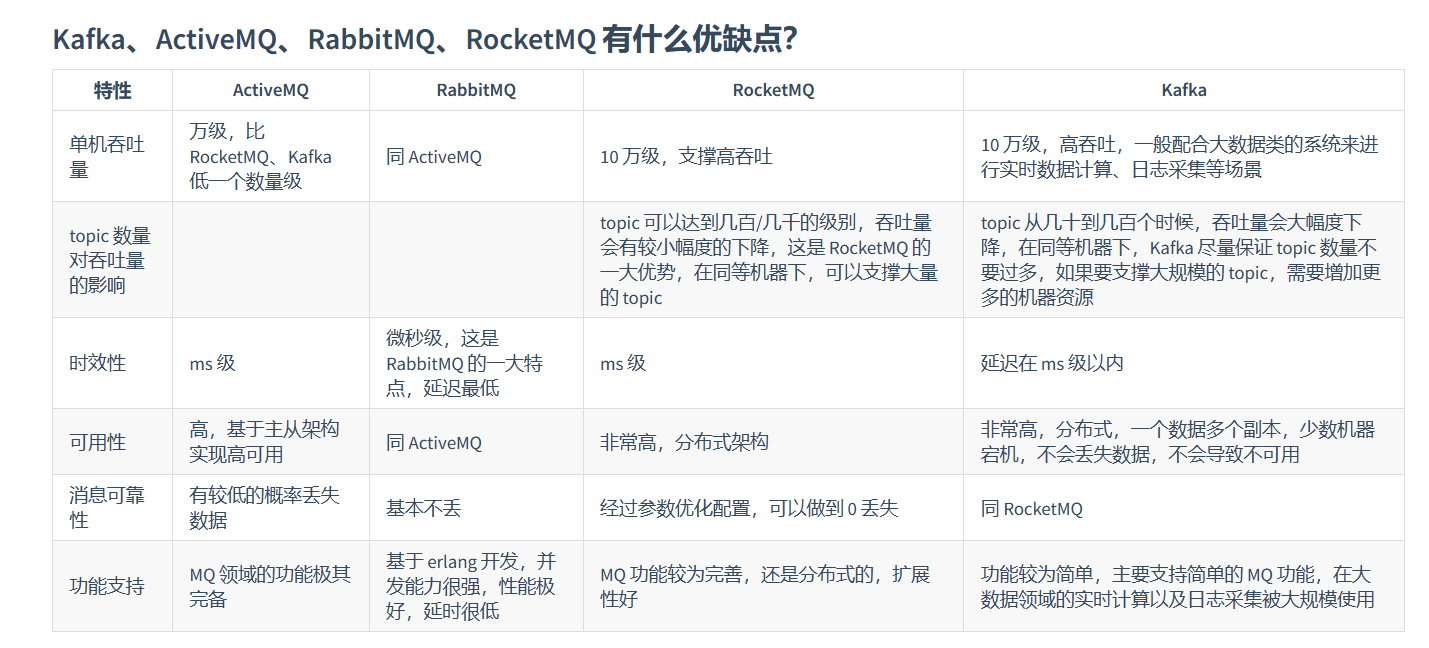 Kafka、ActiveMQ、RabbitMQ、RocketMQ 有什么优缺点?
特性
ActiveMQ
RabbitMQ
RocketMQ
Kafka
单机吞吐
量
万级，比
RocketMQ、Kafka
低一个数量级
同 ActiveMQ
10 万级，支撑高吞吐
10 万级，高吞吐，一般配合大数据类的系统来进
行实时数据计算、日志采集等场景
topic 数量
对吞吐量
的影响
topic 可以达到几百/几千的级别，吞吐量
会有较小幅度的下降，这是 RocketMQ 的
一大优势，在同等机器下，可以支撑大量
的 topic
topic 从几十到几百个时候，吞吐量会大幅度下
降，在同等机器下，Kafka 尽量保证 topic 数量不
要过多，如果要支撑大规模的 topic，需要增加更
多的机器资源
时效性
ms 级
微秒级，这是
RabbitMQ 的一大特
点，延迟最低
ms 级
延迟在 ms 级以内
可用性
高，基于主从架构
实现高可用
同 ActiveMQ
非常高，分布式架构
非常高，分布式，一个数据多个副本，少数机器
宕机，不会丢失数据，不会导致不可用
消息可靠
性
有较低的概率丢失
数据
基本不丢
经过参数优化配置，可以做到 0 丢失
同 RocketMQ
功能支持
MQ 领域的功能极其
完备
基于 erlang 开发，并
发能力很强，性能极
好，延时很低
MQ 功能较为完善，还是分布式的，扩展
性好
功能较为简单，主要支持简单的 MQ 功能，在大
数据领域的实时计算以及日志采集被大规模使用